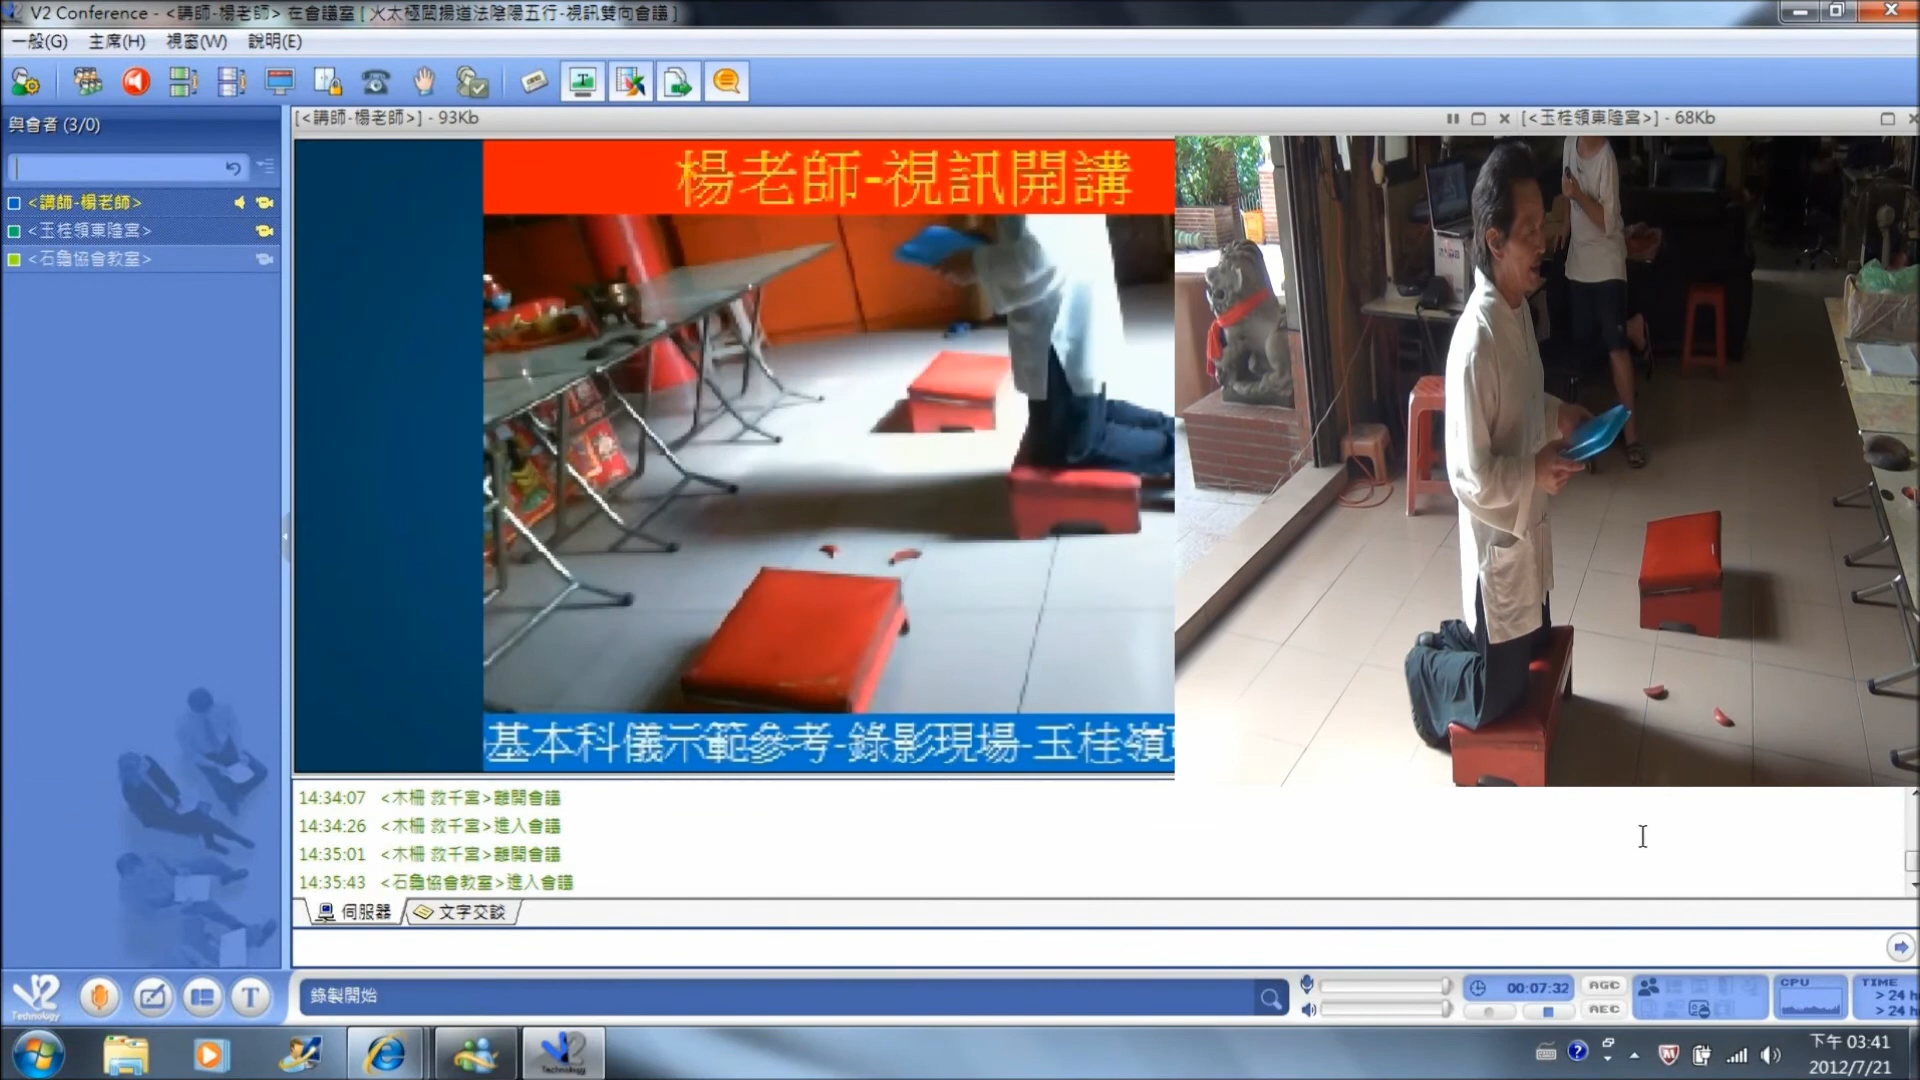 V2 Conference - <講師-楊老師> 在會議室 [ 火太極闆揚道法陰陽五行-視訊雙向會議 ]
一般(G) 主席(H) 視窗(W) 說明(E)
與會者 (3/0)
<講師-楊老師>
<玉桂領東隆宮>
<石龜協會教室>
[<講師-楊老師>] - 93Kb
[<玉桂領東隆宮>] - 68Kb
楊老師-視訊開講
基本科儀示範參考-錄影現場-玉桂嶺
14:34:07 <木柵 敦千宮>離開會議
14:34:26 <木柵 敦千宮>進入會議
14:35:01 <木柵 敦千宮>離開會議
14:35:43 <石龜協會教室>進入會議
伺服器 文字交談
V2 Technology
T
錄製開始
00:07:32
AGC
AEC
CPU
TIME
> 24 h
> 24 h
下午 03:41
2012/7/21